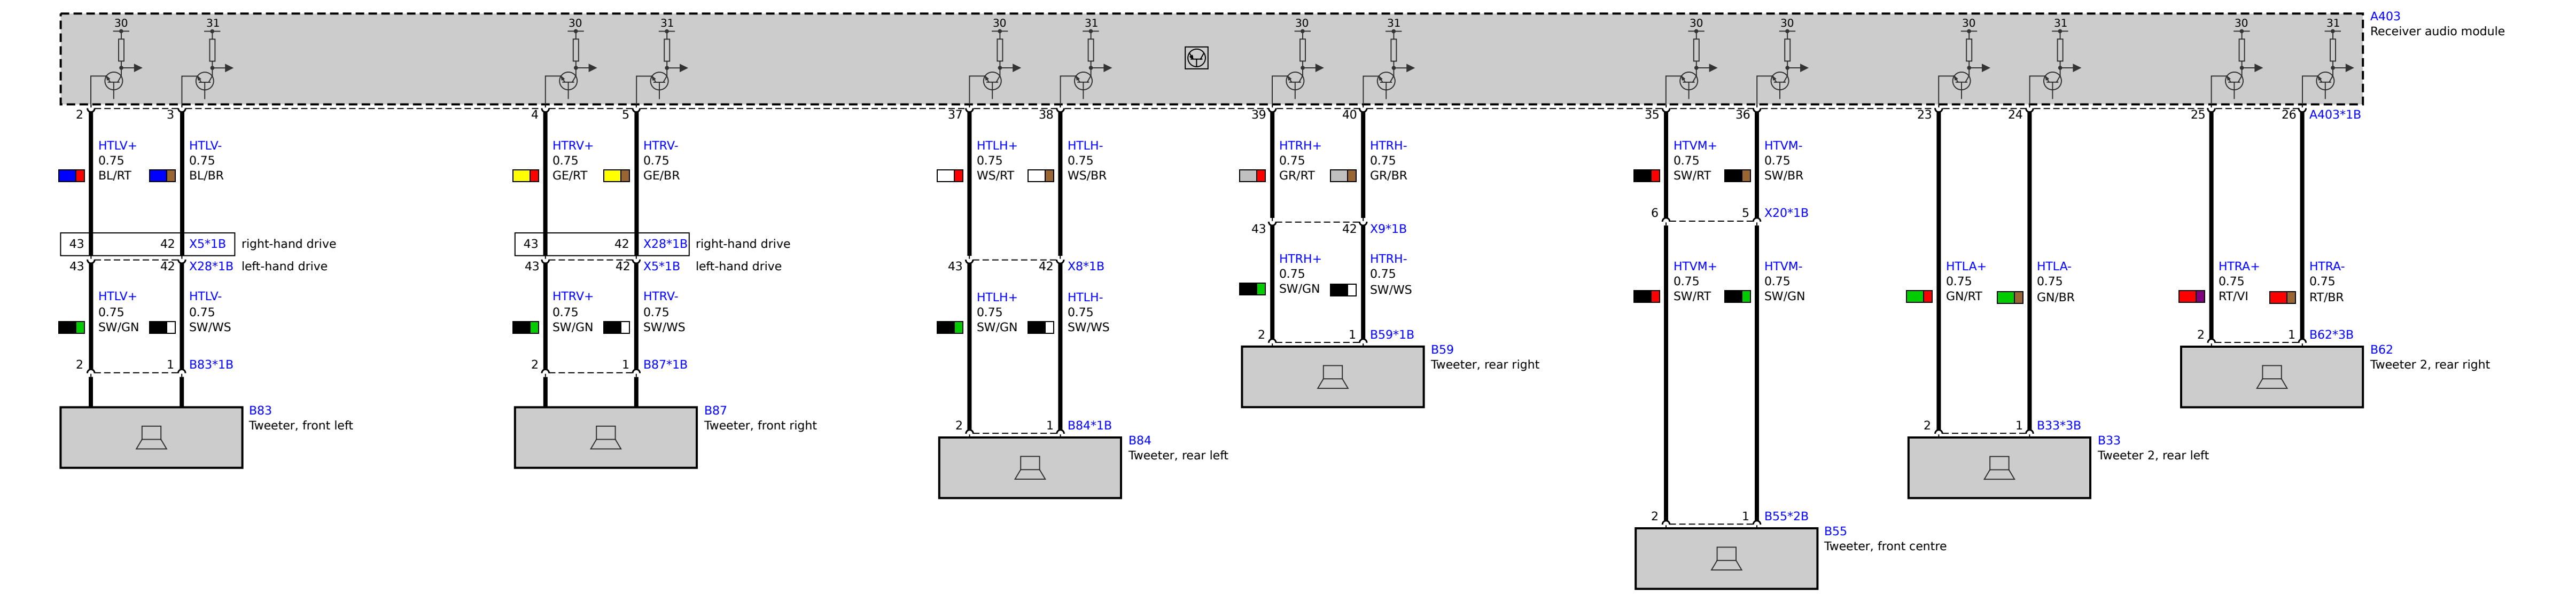 30 31 30 31 30 31 30 31 30 30 30 31 30 31
A403
Receiver audio module
2 3 4 5 37 38 39 40 35 36 23 24 25 26 A403*1B
HTLV+ HTLV- HTRV+ HTRV- HTLH+ HTLH- HTRH+ HTRH- HTVM+ HTVM-
0.75 0.75 0.75 0.75 0.75 0.75 0.75 0.75 0.75 0.75
BL/RT BL/BR GE/RT GE/BR WS/RT WS/BR GR/RT GR/BR SW/RT SW/BR
6 5 X20*1B
43 42 X9*1B
43 42 X5*1B right-hand drive 43 42 X28*1B right-hand drive
43 42 X28*1B left-hand drive 43 42 X5*1B left-hand drive 43 42 X8*1B
HTRH+ HTRH- HTVM+ HTVM- HTLA+ HTLA- HTRA+ HTRA-
0.75 0.75 0.75 0.75 0.75 0.75 0.75 0.75
SW/GN SW/WS SW/RT SW/GN GN/RT GN/BR RT/VI RT/BR
HTLV+ HTLV- HTRV+ HTRV- HTLH+ HTLH-
0.75 0.75 0.75 0.75 0.75 0.75
SW/GN SW/WS SW/GN SW/WS SW/GN SW/WS
2 1 B59*1B 2 1 B62*3B
B59 B62
Tweeter, rear right Tweeter 2, rear right
2 1 B83*1B 2 1 B87*1B
B83 B87
Tweeter, front left Tweeter, front right
2 1 B84*1B 2 1 B33*3B
B84 B33
Tweeter, rear left Tweeter 2, rear left
2 1 B55*2B
B55
Tweeter, front centre